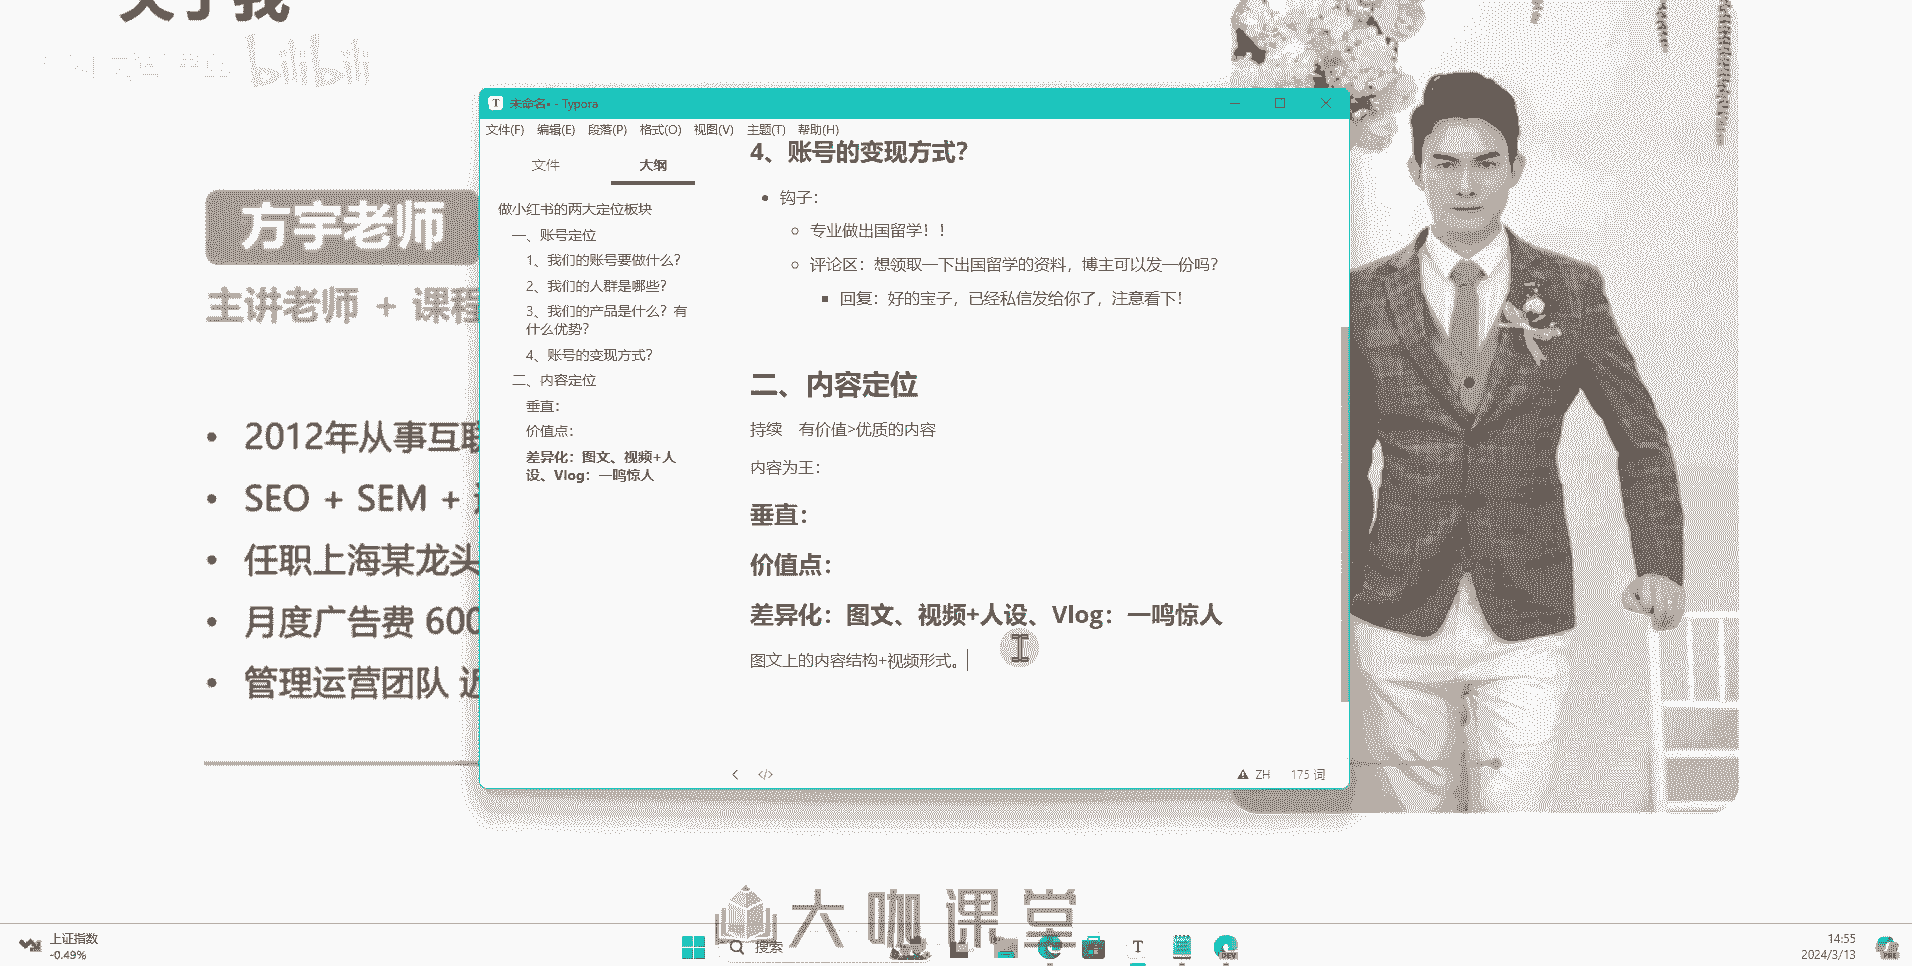 关于我
bilibili
方宇老师
主讲老师 + 课程
2012年从事互联
SEO + SEM +
任职上海某龙头
月度广告费 600
管理运营团队 近
未命名• - Typora
文件(F) 编辑(E) 段落(P) 格式(O) 视图(V) 主题(T) 帮助(H)
文件 大纲
做小红书的两大定位板块
一、账号定位
1、我们的账号要做什么?
2、我们的人群是哪些?
3、我们的产品是什么? 有
什么优势?
4、账号的变现方式?
二、内容定位
垂直:
价值点:
差异化: 图文、视频+人
设、Vlog: 一鸣惊人
4、账号的变现方式?
钩子:
专业做出国留学! !
评论区: 想领取一下出国留学的资料, 博主可以发一份吗?
回复: 好的宝子, 已经私信发给你了, 注意看下!
二、内容定位
持续 有价值>优质的内容
内容为王:
垂直:
价值点:
差异化: 图文、视频+人设、Vlog: 一鸣惊人
图文上的内容结构+视频形式。
ZH 175 词
大咖课堂
上证指数
-0.49%
搜索
T
DEV
14:55
2024/3/13
PRE